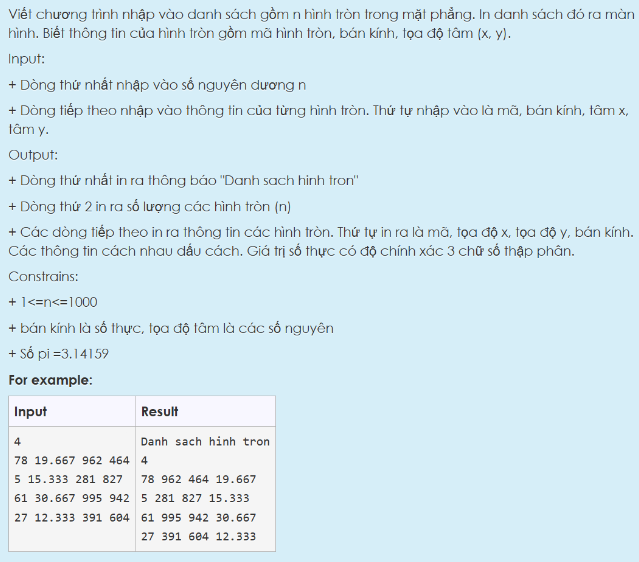 Viết chương trình nhập vào danh sách gồm n hình tròn trong mặt phẳng. In danh sách đó ra màn
hình. Biết thông tin của hình tròn gồm mã hình tròn, bán kính, tọa độ tâm (x, y).
Input:
+ Dòng thứ nhất nhập vào số nguyên dương n
+ Dòng tiếp theo nhập vào thông tin của từng hình tròn. Thứ tự nhập vào là mã, bán kính, tâm x,
tâm y.
Output:
+ Dòng thứ nhất in ra thông báo "Danh sach hinh tron"
+ Dòng thứ 2 in ra số lượng các hình tròn (n)
+ Các dòng tiếp theo in ra thông tin các hình tròn. Thứ tự in ra là mã, tọa độ x, tọa độ y, bán kính.
Các thông tin cách nhau dấu cách. Giá trị số thực có độ chính xác 3 chữ số thập phân.
Constrains:
+ 1<=n<=1000
+ bán kính là số thực, tọa độ tâm là các số nguyên
+ Số pi =3.14159
For example:
Input Result
4 Danh sach hinh tron
78 19.667 962 464 4
5 15.333 281 827 78 962 464 19.667
61 30.667 995 942 5 281 827 15.333
27 12.333 391 604 61 995 942 30.667
27 391 604 12.333